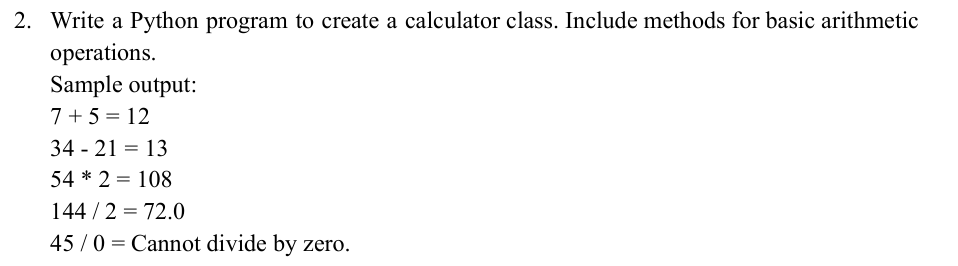 2. Write a Python program to create a calculator class. Include methods for basic arithmetic
operations.
Sample output:
7 + 5 = 12
34 - 21 = 13
54 * 2 = 108
144 / 2 = 72.0
45 / 0 = Cannot divide by zero.